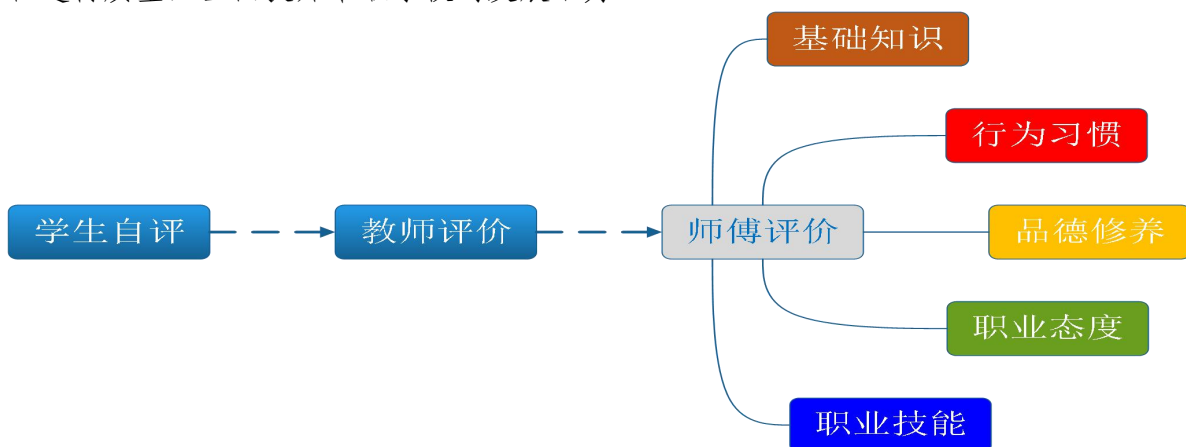 基础知识
行为习惯
学生自评
教师评价
师傅评价
品德修养
职业态度
职业技能